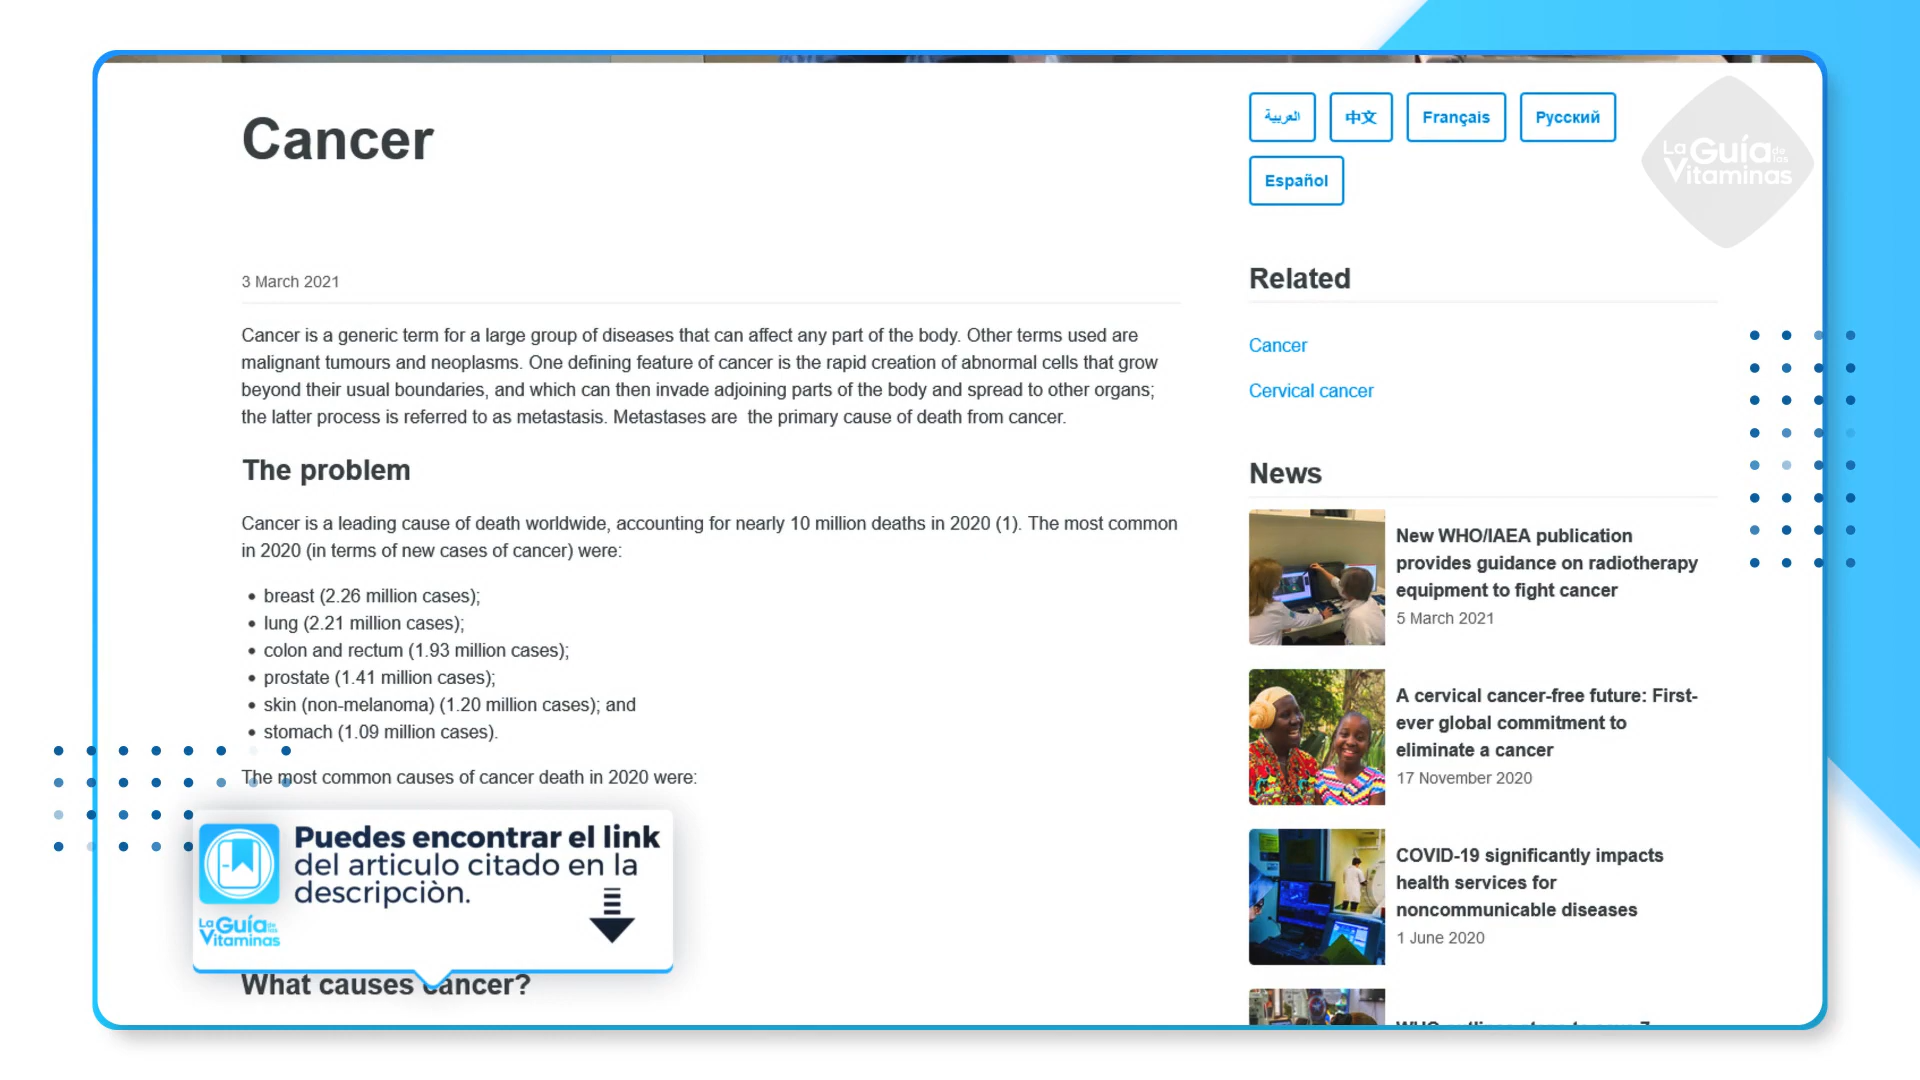 Cancer
3 March 2021
Cancer is a generic term for a large group of diseases that can affect any part of the body. Other terms used are
malignant tumours and neoplasms. One defining feature of cancer is the rapid creation of abnormal cells that grow
beyond their usual boundaries, and which can then invade adjoining parts of the body and spread to other organs;
the latter process is referred to as metastasis. Metastases are  the primary cause of death from cancer.
The problem
Cancer is a leading cause of death worldwide, accounting for nearly 10 million deaths in 2020 (1). The most common
in 2020 (in terms of new cases of cancer) were:
• breast (2.26 million cases);
• lung (2.21 million cases);
• colon and rectum (1.93 million cases);
• prostate (1.41 million cases);
• skin (non-melanoma) (1.20 million cases); and
• stomach (1.09 million cases).
The most common causes of cancer death in 2020 were:
Puedes encontrar el link
del articulo citado en la
descripciòn.
La Guía de las
Vitaminas
What causes cancer?
العربية
中文
Français
Русский
Español
La Guía de las
Vitaminas
Related
Cancer
Cervical cancer
News
New WHO/IAEA publication
provides guidance on radiotherapy
equipment to fight cancer
5 March 2021
A cervical cancer-free future: First-
ever global commitment to
eliminate a cancer
17 November 2020
COVID-19 significantly impacts
health services for
noncommunicable diseases
1 June 2020